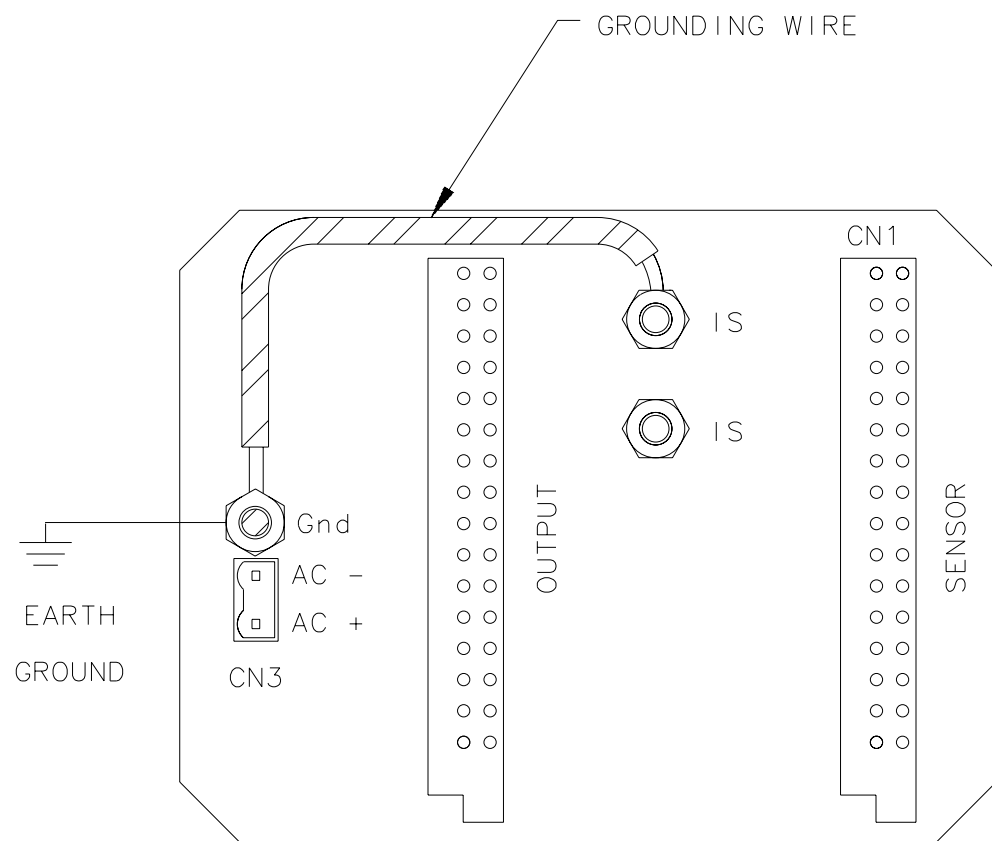 GROUNDING WIRE
CN1
IS
IS
OUTPUT
SENSOR
Gnd
AC -
AC +
EARTH
GROUND
CN3